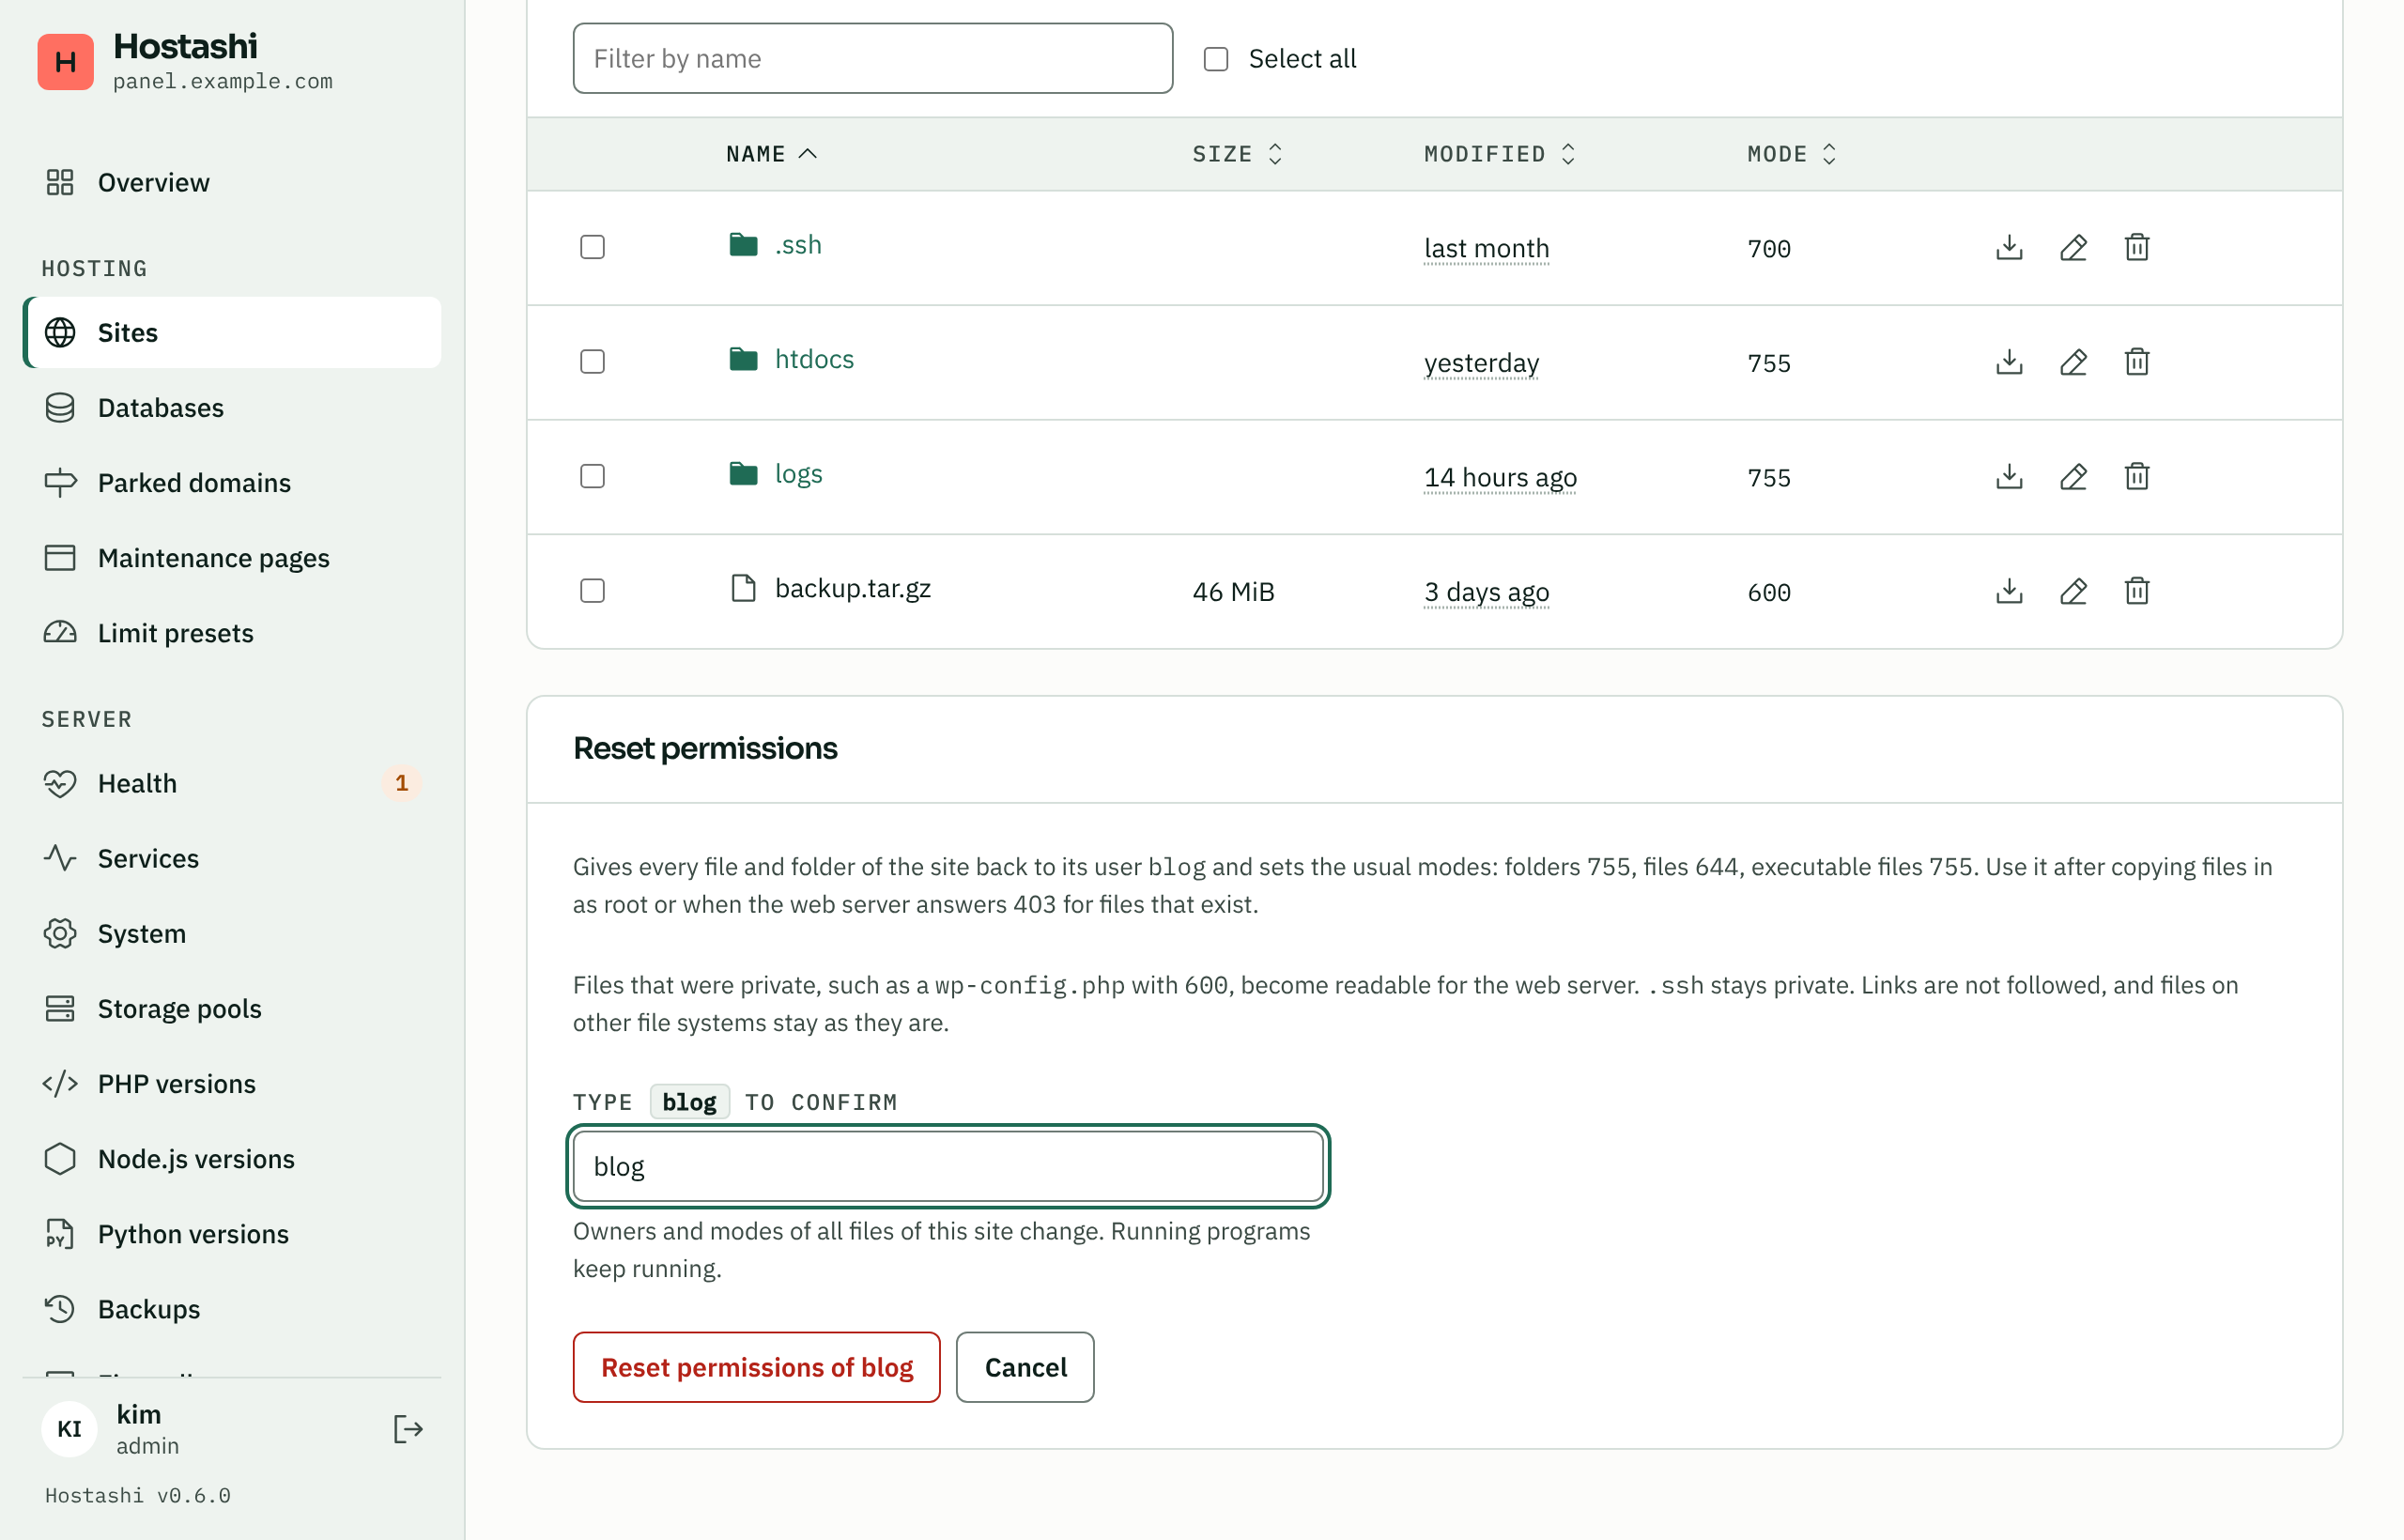 H
Hostashi
panel.example.com
Overview
HOSTING
Sites
Databases
Parked domains
Maintenance pages
Limit presets
SERVER
Health 1
Services
System
Storage pools
PHP versions
Node.js versions
PY Python versions
Backups
KI
kim
admin
Hostashi v0.6.0
Filter by name Select all
NAME SIZE MODIFIED MODE
.ssh last month 700
htdocs yesterday 755
logs 14 hours ago 755
backup.tar.gz 46 MiB 3 days ago 600
Reset permissions
Gives every file and folder of the site back to its user blog and sets the usual modes: folders 755, files 644, executable files 755. Use it after copying files in
as root or when the web server answers 403 for files that exist.
Files that were private, such as a wp-config.php with 600, become readable for the web server. .ssh stays private. Links are not followed, and files on
other file systems stay as they are.
TYPE blog TO CONFIRM
blog
Owners and modes of all files of this site change. Running programs
keep running.
Reset permissions of blog Cancel